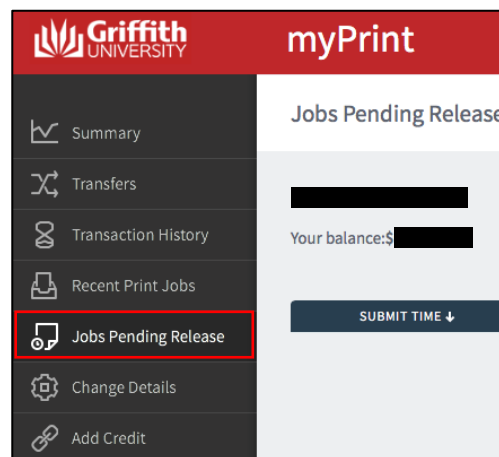 Griffith
UNIVERSITY
myPrint
Summary
Transfers
Transaction History
Recent Print Jobs
Jobs Pending Release
Change Details
Add Credit
Jobs Pending Release
Your balance:$
SUBMIT TIME ↓